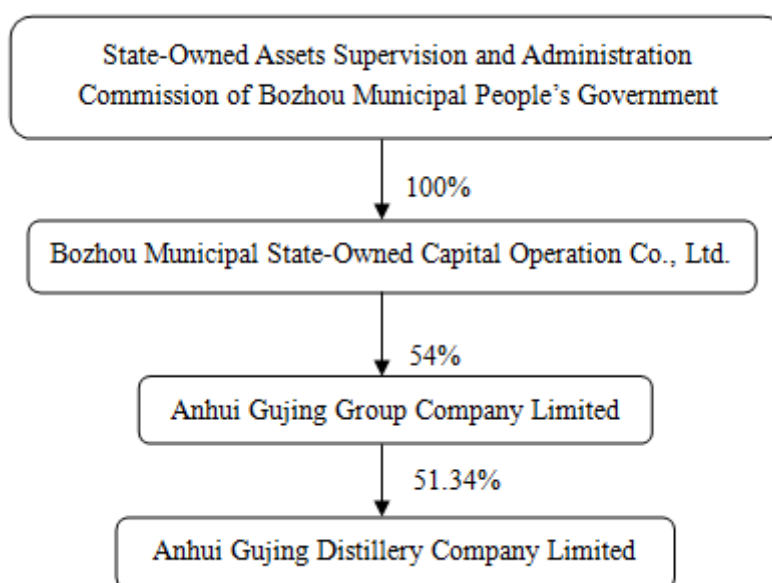 State-Owned Assets Supervision and Administration
Commission of Bozhou Municipal People’s Government
100%
Bozhou Municipal State-Owned Capital Operation Co., Ltd.
54%
Anhui Gujing Group Company Limited
51.34%
Anhui Gujing Distillery Company Limited